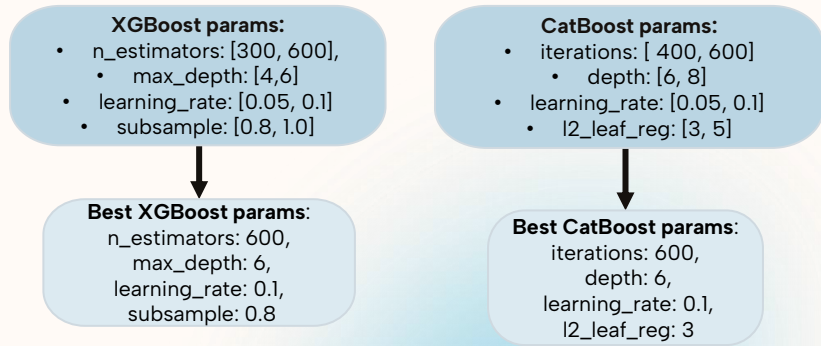 XGBoost params:
• n_estimators: [300, 600],
• max_depth: [4,6]
• learning_rate: [0.05, 0.1]
• subsample: [0.8, 1.0]
Best XGBoost params:
n_estimators: 600,
max_depth: 6,
learning_rate: 0.1,
subsample: 0.8
CatBoost params:
• iterations: [ 400, 600]
• depth: [6, 8]
• learning_rate: [0.05, 0.1]
• l2_leaf_reg: [3, 5]
Best CatBoost params:
iterations: 600,
depth: 6,
learning_rate: 0.1,
l2_leaf_reg: 3